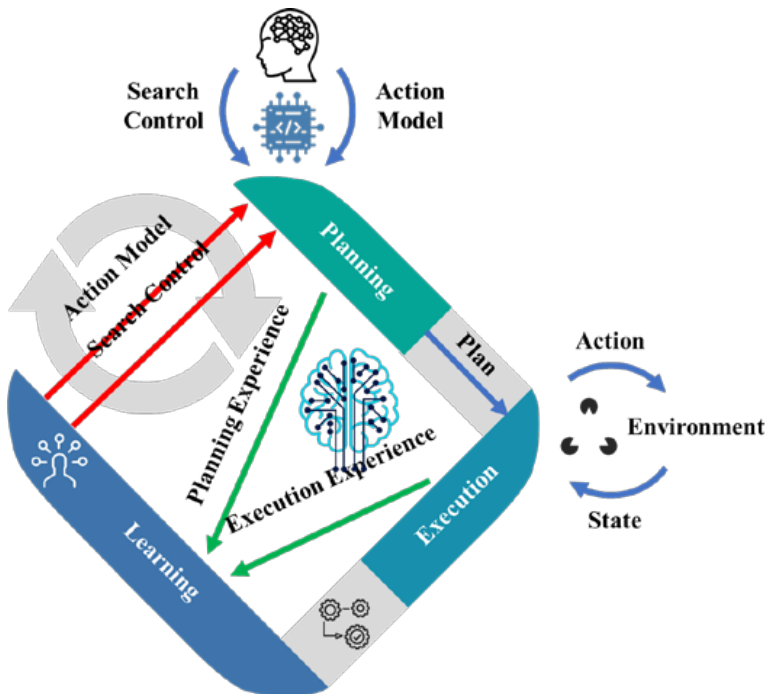 Search
Control
Action
Model
Planning
Action Model
Search Control
Planning Experience
Plan
Action
Environment
State
Execution Experience
Execution
Learning
</>